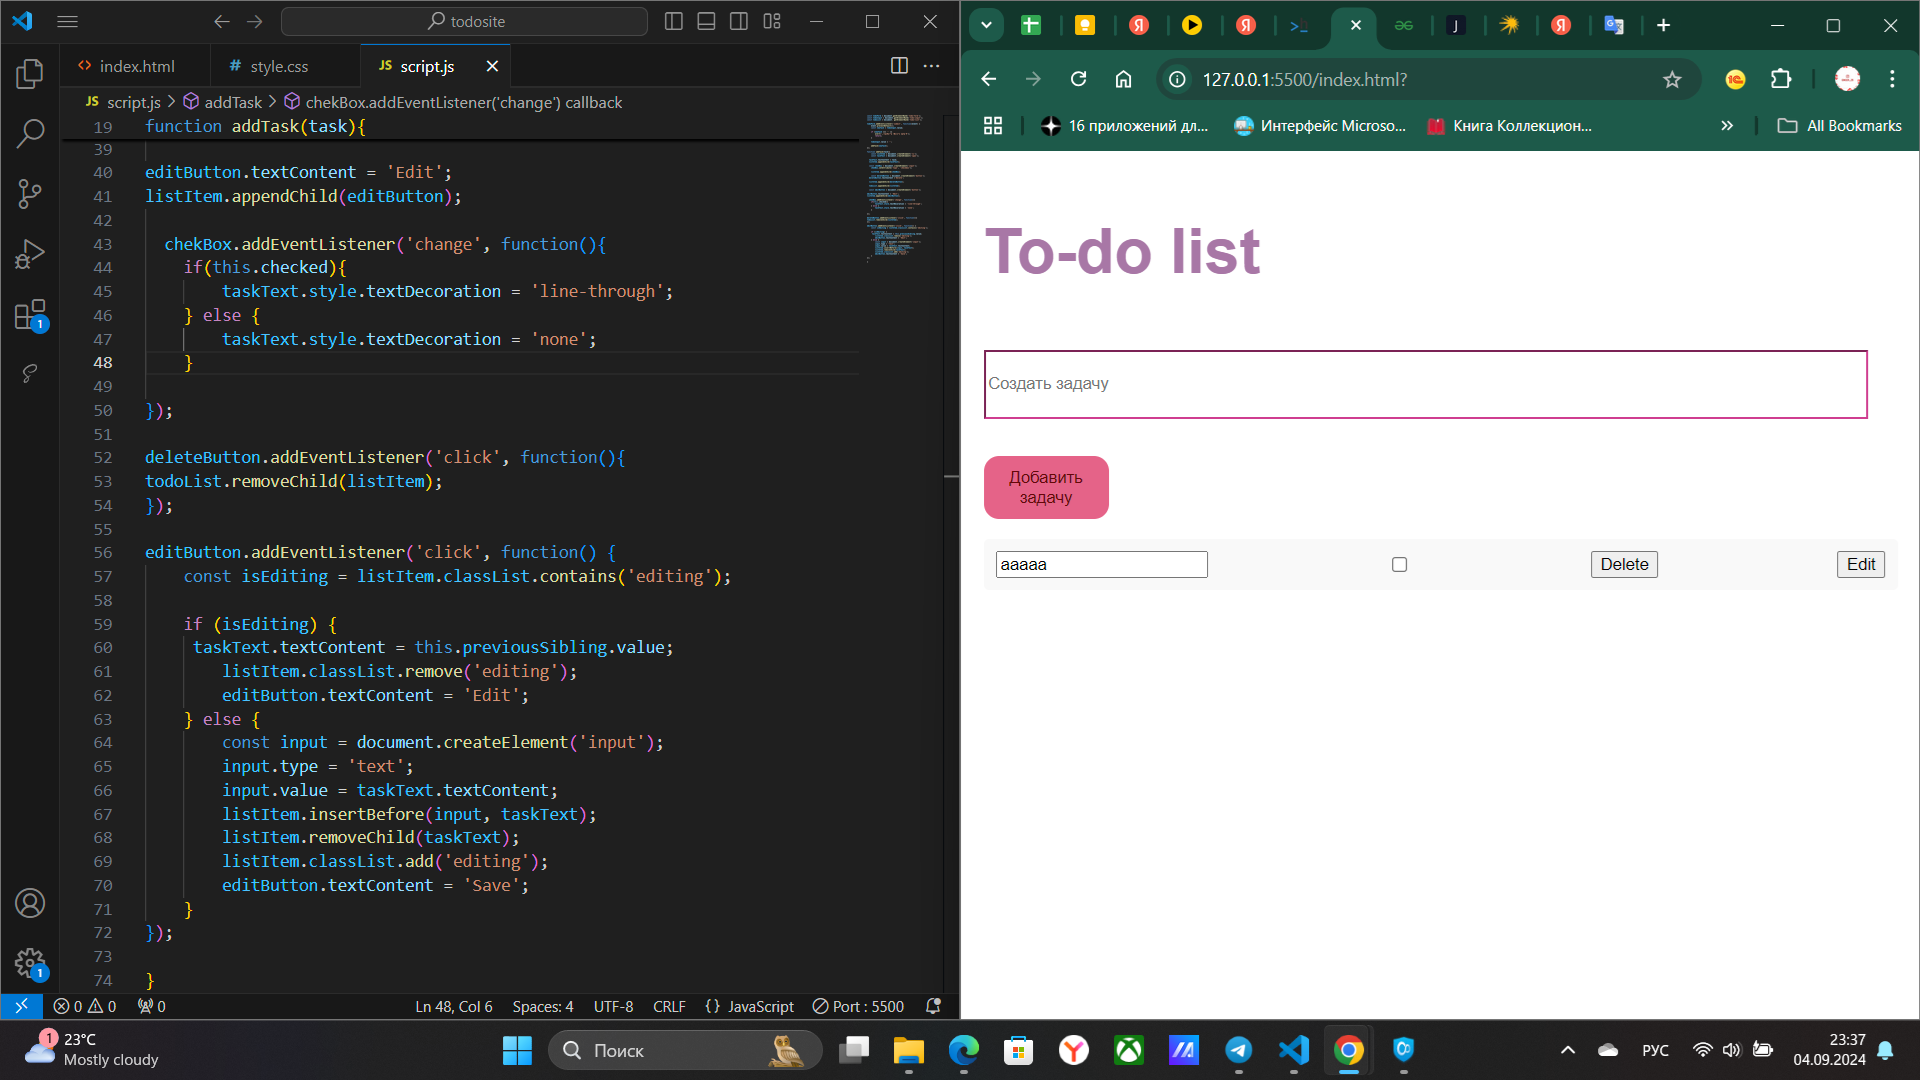 todosite
index.html
style.css
JS script.js
JS script.js > addTask > chekBox.addEventListener('change') callback
19 function addTask(task){
39
40 editButton.textContent = 'Edit';
41 listItem.appendChild(editButton);
42
43 chekBox.addEventListener('change', function(){
44 if(this.checked){
45 taskText.style.textDecoration = 'line-through';
46 } else {
47 taskText.style.textDecoration = 'none';
48 }
49
50 });
51
52 deleteButton.addEventListener('click', function(){
53 todoList.removeChild(listItem);
54 });
55
56 editButton.addEventListener('click', function() {
57 const isEditing = listItem.classList.contains('editing');
58
59 if (isEditing) {
60 taskText.textContent = this.previousSibling.value;
61 listItem.classList.remove('editing');
62 editButton.textContent = 'Edit';
63 } else {
64 const input = document.createElement('input');
65 input.type = 'text';
66 input.value = taskText.textContent;
67 listItem.insertBefore(input, taskText);
68 listItem.removeChild(taskText);
69 listItem.classList.add('editing');
70 editButton.textContent = 'Save';
71 }
72 });
73
74 }
1
1
0 0 0
Ln 48, Col 6 Spaces: 4 UTF-8 CRLF {} JavaScript Port : 5500
127.0.0.1:5500/index.html?
16 приложений дл...
Интерфейс Microso...
Книга Коллекцион...
All Bookmarks
To-do list
Создать задачу
Добавить
задачу
aaaaa
Delete
Edit
1
23°C
Mostly cloudy
Поиск
РУС
23:37
04.09.2024